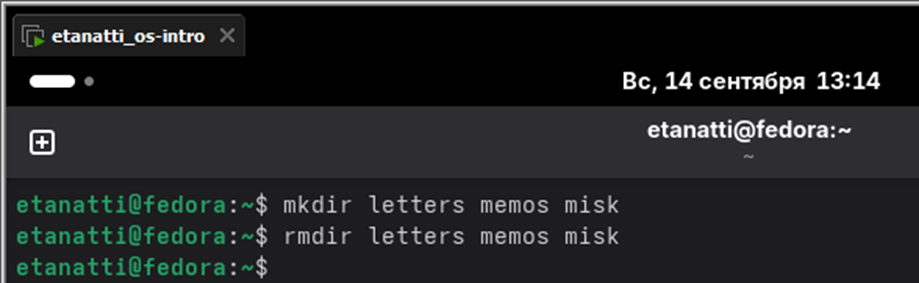 etanatti_os-intro
Вс, 14 сентября 13:14
etanatti@fedora:~
~
etanatti@fedora:~$ mkdir letters memos misk
etanatti@fedora:~$ rmdir letters memos misk
etanatti@fedora:~$